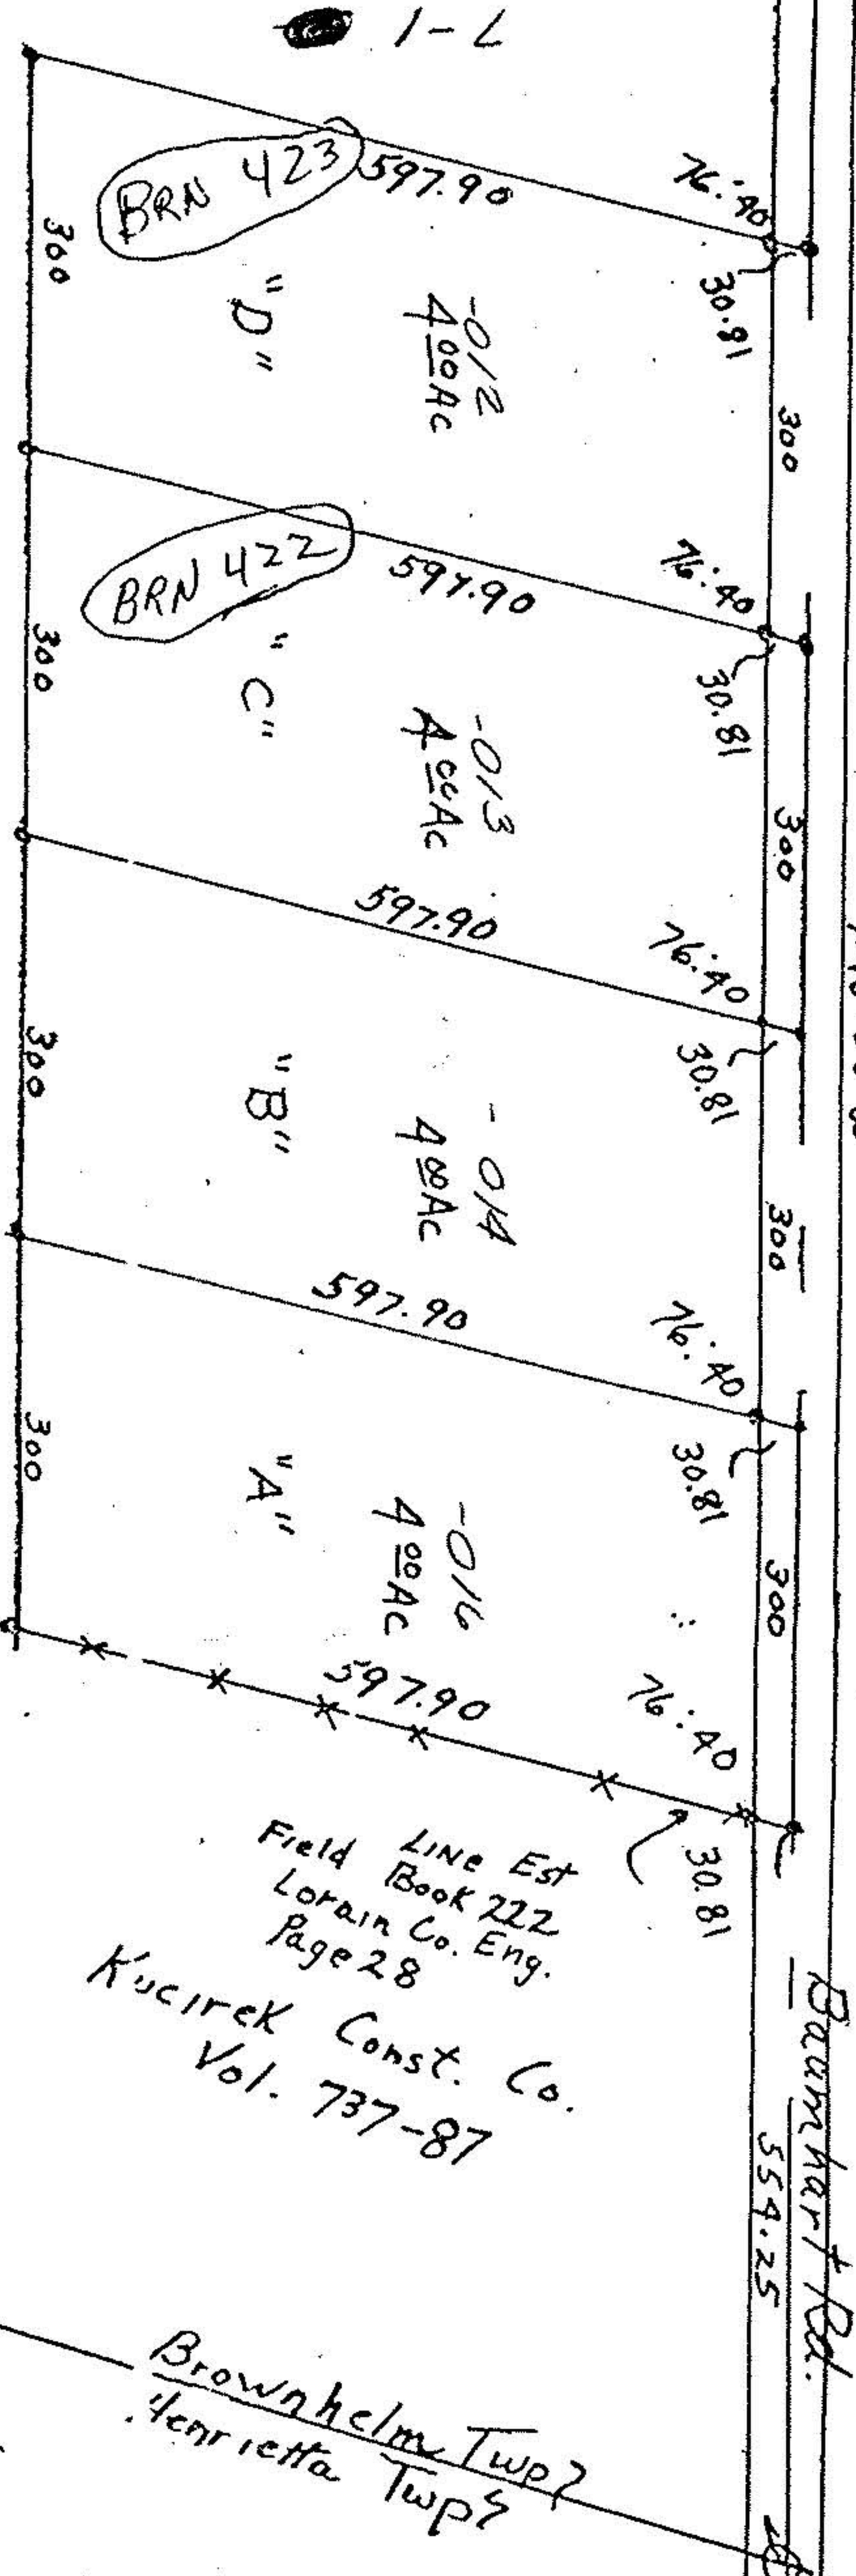 1-L
BRN 423
597.90
76:40
30.81
300
300
"D"
-012
4 00 Ac
BRN 422
597.90
76:40
30.81
300
300
"C"
-013
4 00 Ac
597.90
76:40
30.81
300
300
"B"
-014
4 00 Ac
597.90
76:40
30.81
300
300
"A"
-016
4 00 Ac
597.90
76:40
30.81
Line Est
Field Book 222
Lorain Co. Eng.
Page 28
Kucirek Const. Co.
Vol. 737-87
Baumhart Rd.
554.25
Brownhelm Twp
Henrietta Twp